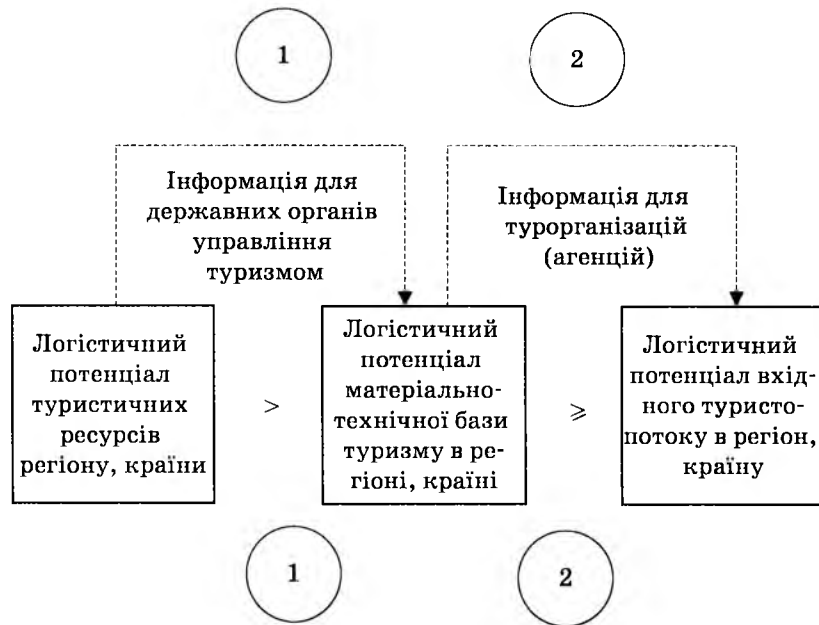 1
2
Інформація для
державних органів
управління
туризмом
Інформація для
турорганізацій
(агенцій)
Логістичний
потенціал
туристичних
ресурсів
регіону, країни
>
Логістичний
потенціал
матеріально-
технічної бази
туризму в ре-
гіоні, країні
⩾
Логістичний
потенціал вхід-
ного туристо-
потоку в регіон,
країну
1
2